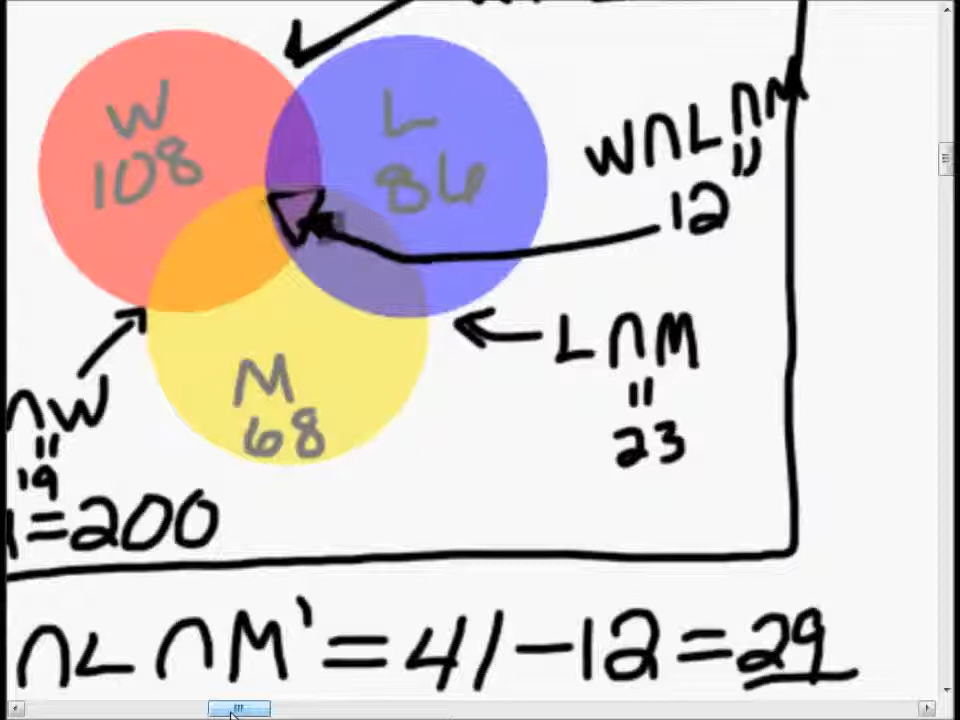 W
108
L
86
W∩L∩M
=
12
M
68
L∩M
=
23
∩W
=
19
=200
∩L∩M'=41-12=29